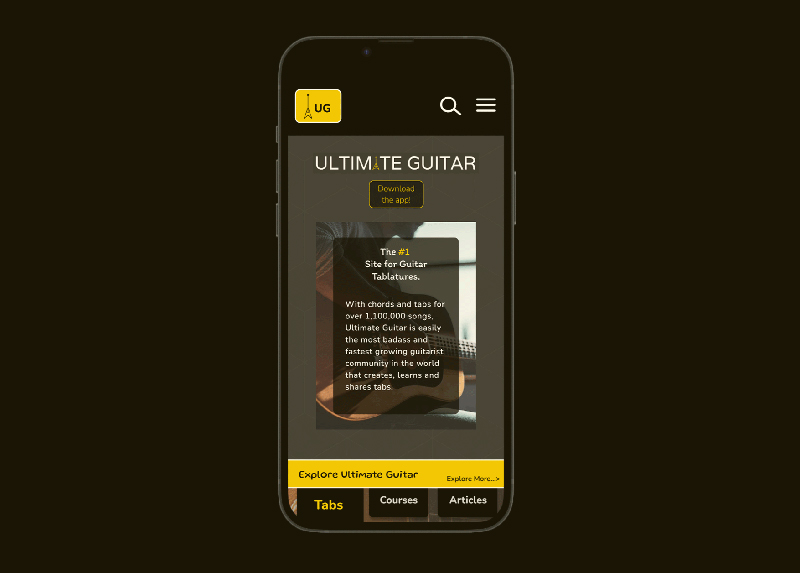 UG
ULTIMATE GUITAR
Download
the app!
The #1
Site for Guitar
Tablatures.
With chords and tabs for
over 1,100,000 songs,
Ultimate Guitar is easily
the most badass and
fastest growing guitarist
community in the world
that creates, learns and
shares tabs.
Explore Ultimate Guitar
Explore More...>
Tabs
Courses
Articles